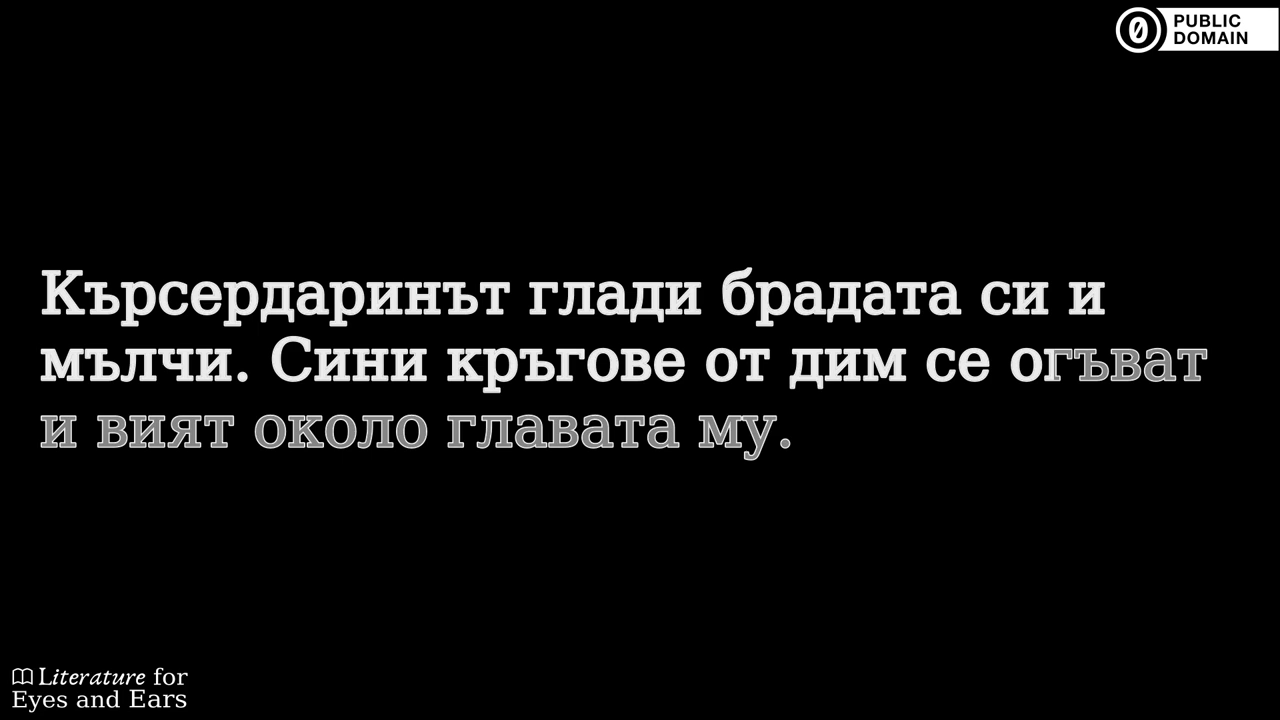 PUBLIC
DOMAIN
Кърсердаринът глади брадата си и
мълчи. Сини кръгове от дим се огъват
и вият около главата му.
Literature for
Eyes and Ears